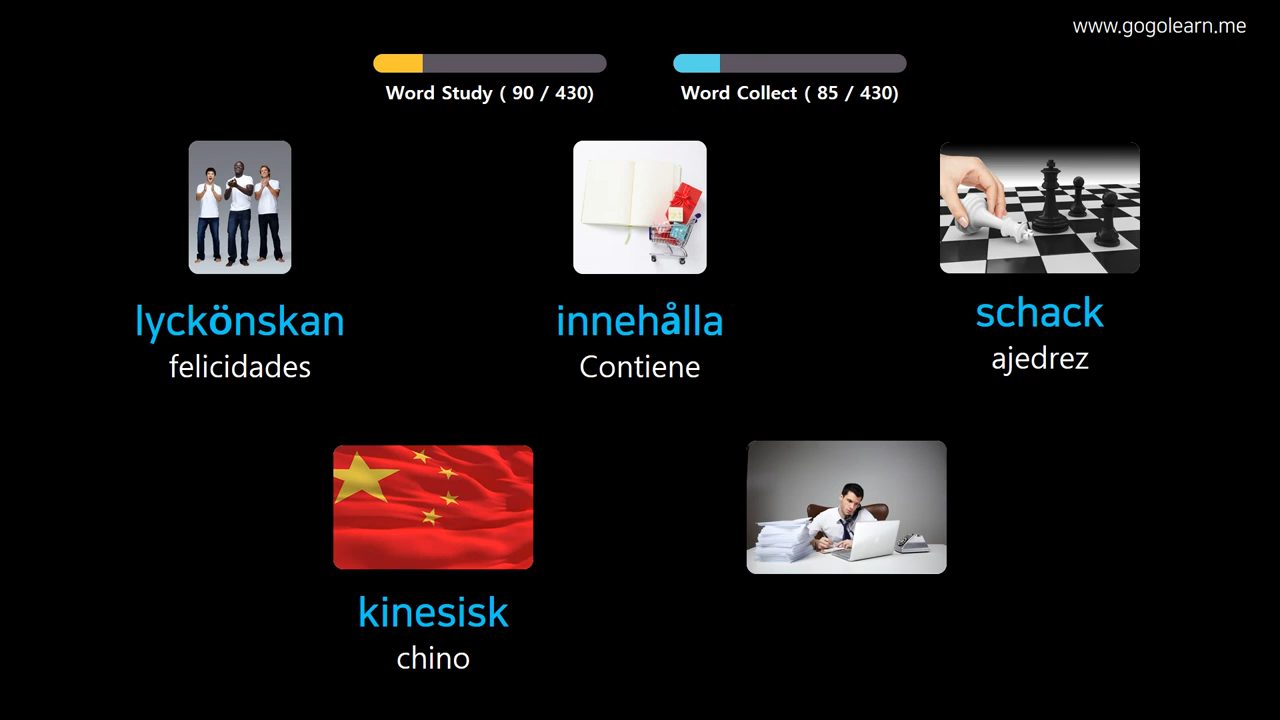 www.gogolearn.me
Word Study ( 90 / 430)
Word Collect ( 85 / 430)
lyckönskan
felicidades
innehålla
Contiene
schack
ajedrez
kinesisk
chino